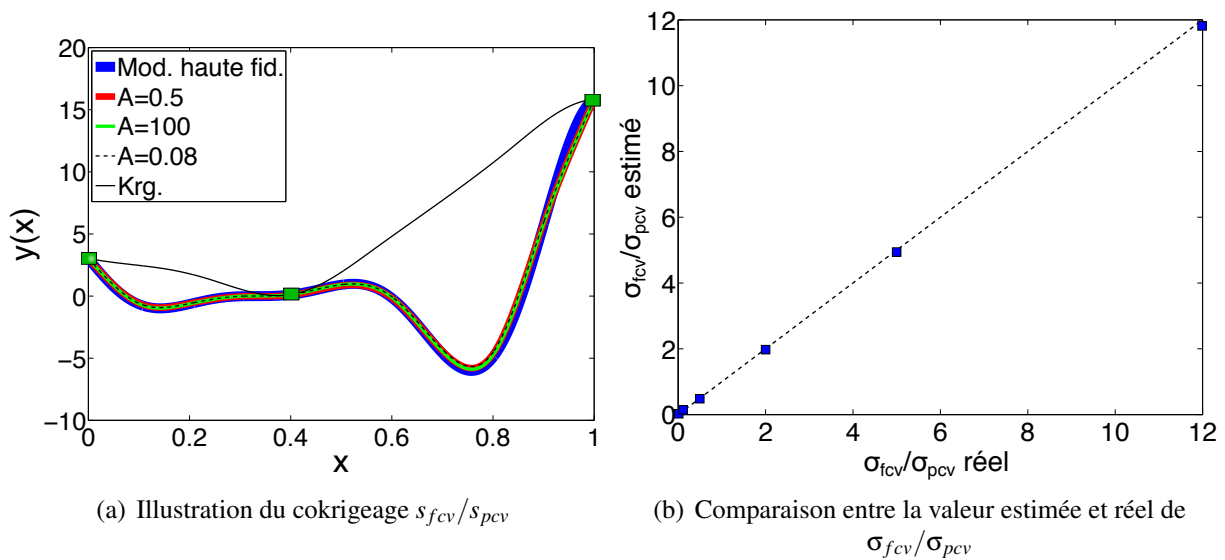 20
15
10
5
0
−5
−10
y(x)
Mod. haute fid.
A=0.5
A=100
A=0.08
Krg.
0 0.2 0.4 0.6 0.8 1
x
(a) Illustration du cokrigeage s_fcv/s_pcv
12
10
8
6
4
2
0
σ_fcv/σ_pcv estimé
0 2 4 6 8 10 12
σ_fcv/σ_pcv réel
(b) Comparaison entre la valeur estimée et réel de
σ_fcv/σ_pcv